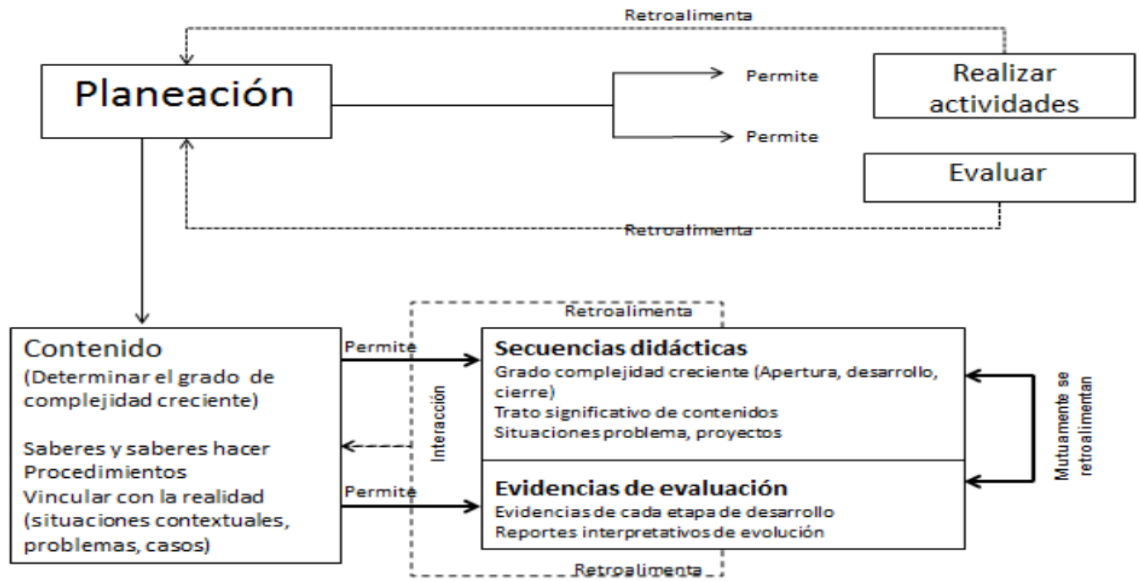 Retroalimenta
Planeación
Permite
Permite
Realizar
actividades
Evaluar
Retroalimenta
Contenido
(Determinar el grado de
complejidad creciente)
Saberes y saberes hacer
Procedimientos
Vincular con la realidad
(situaciones contextuales,
problemas, casos)
Permite
Permite
Retroalimenta
Interacción
Secuencias didácticas
Grado complejidad creciente (Apertura, desarrollo,
cierre)
Trato significativo de contenidos
Situaciones problema, proyectos
Evidencias de evaluación
Evidencias de cada etapa de desarrollo
Reportes interpretativos de evolución
Retroalimenta
Mutuamente se
retroalimentan